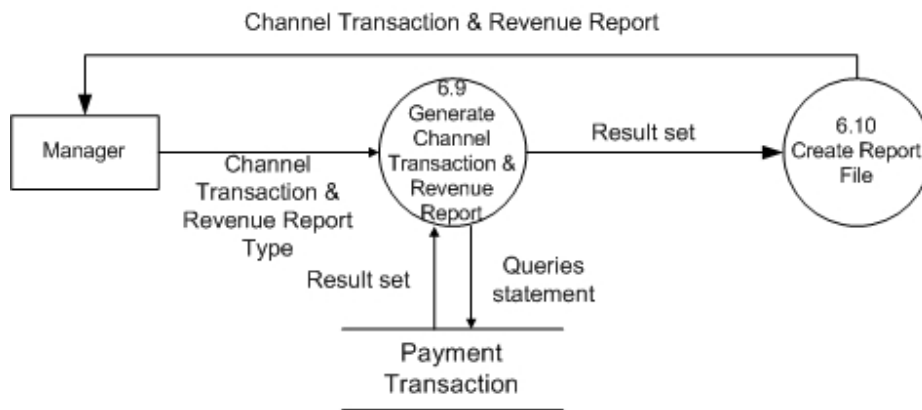 Channel Transaction & Revenue Report
Manager
Channel
Transaction &
Revenue Report
Type
6.9
Generate
Channel
Transaction &
Revenue
Report
Result set
6.10
Create Report
File
Result set
Queries
statement
Payment
Transaction